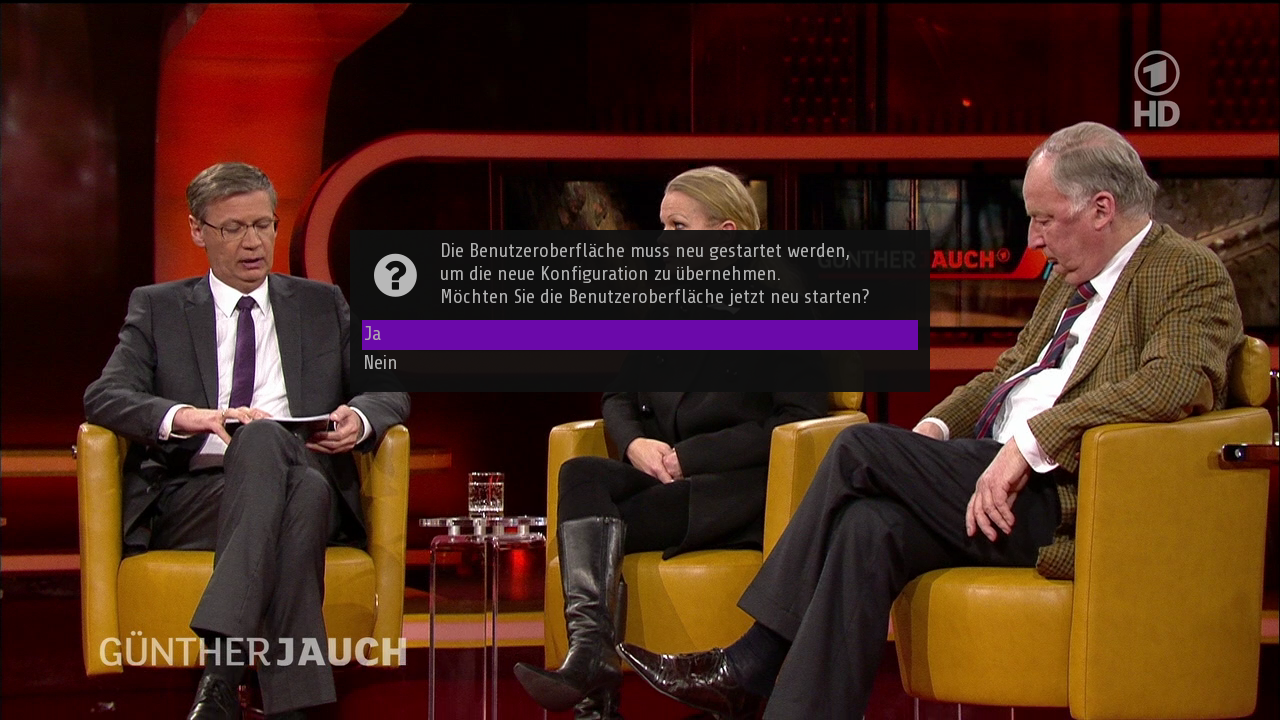 1
HD
Die Benutzeroberfläche muss neu gestartet werden,
um die neue Konfiguration zu übernehmen.
Möchten Sie die Benutzeroberfläche jetzt neu starten?
GÜNTHER JAUCH
Ja
Nein
GÜNTHER JAUCH